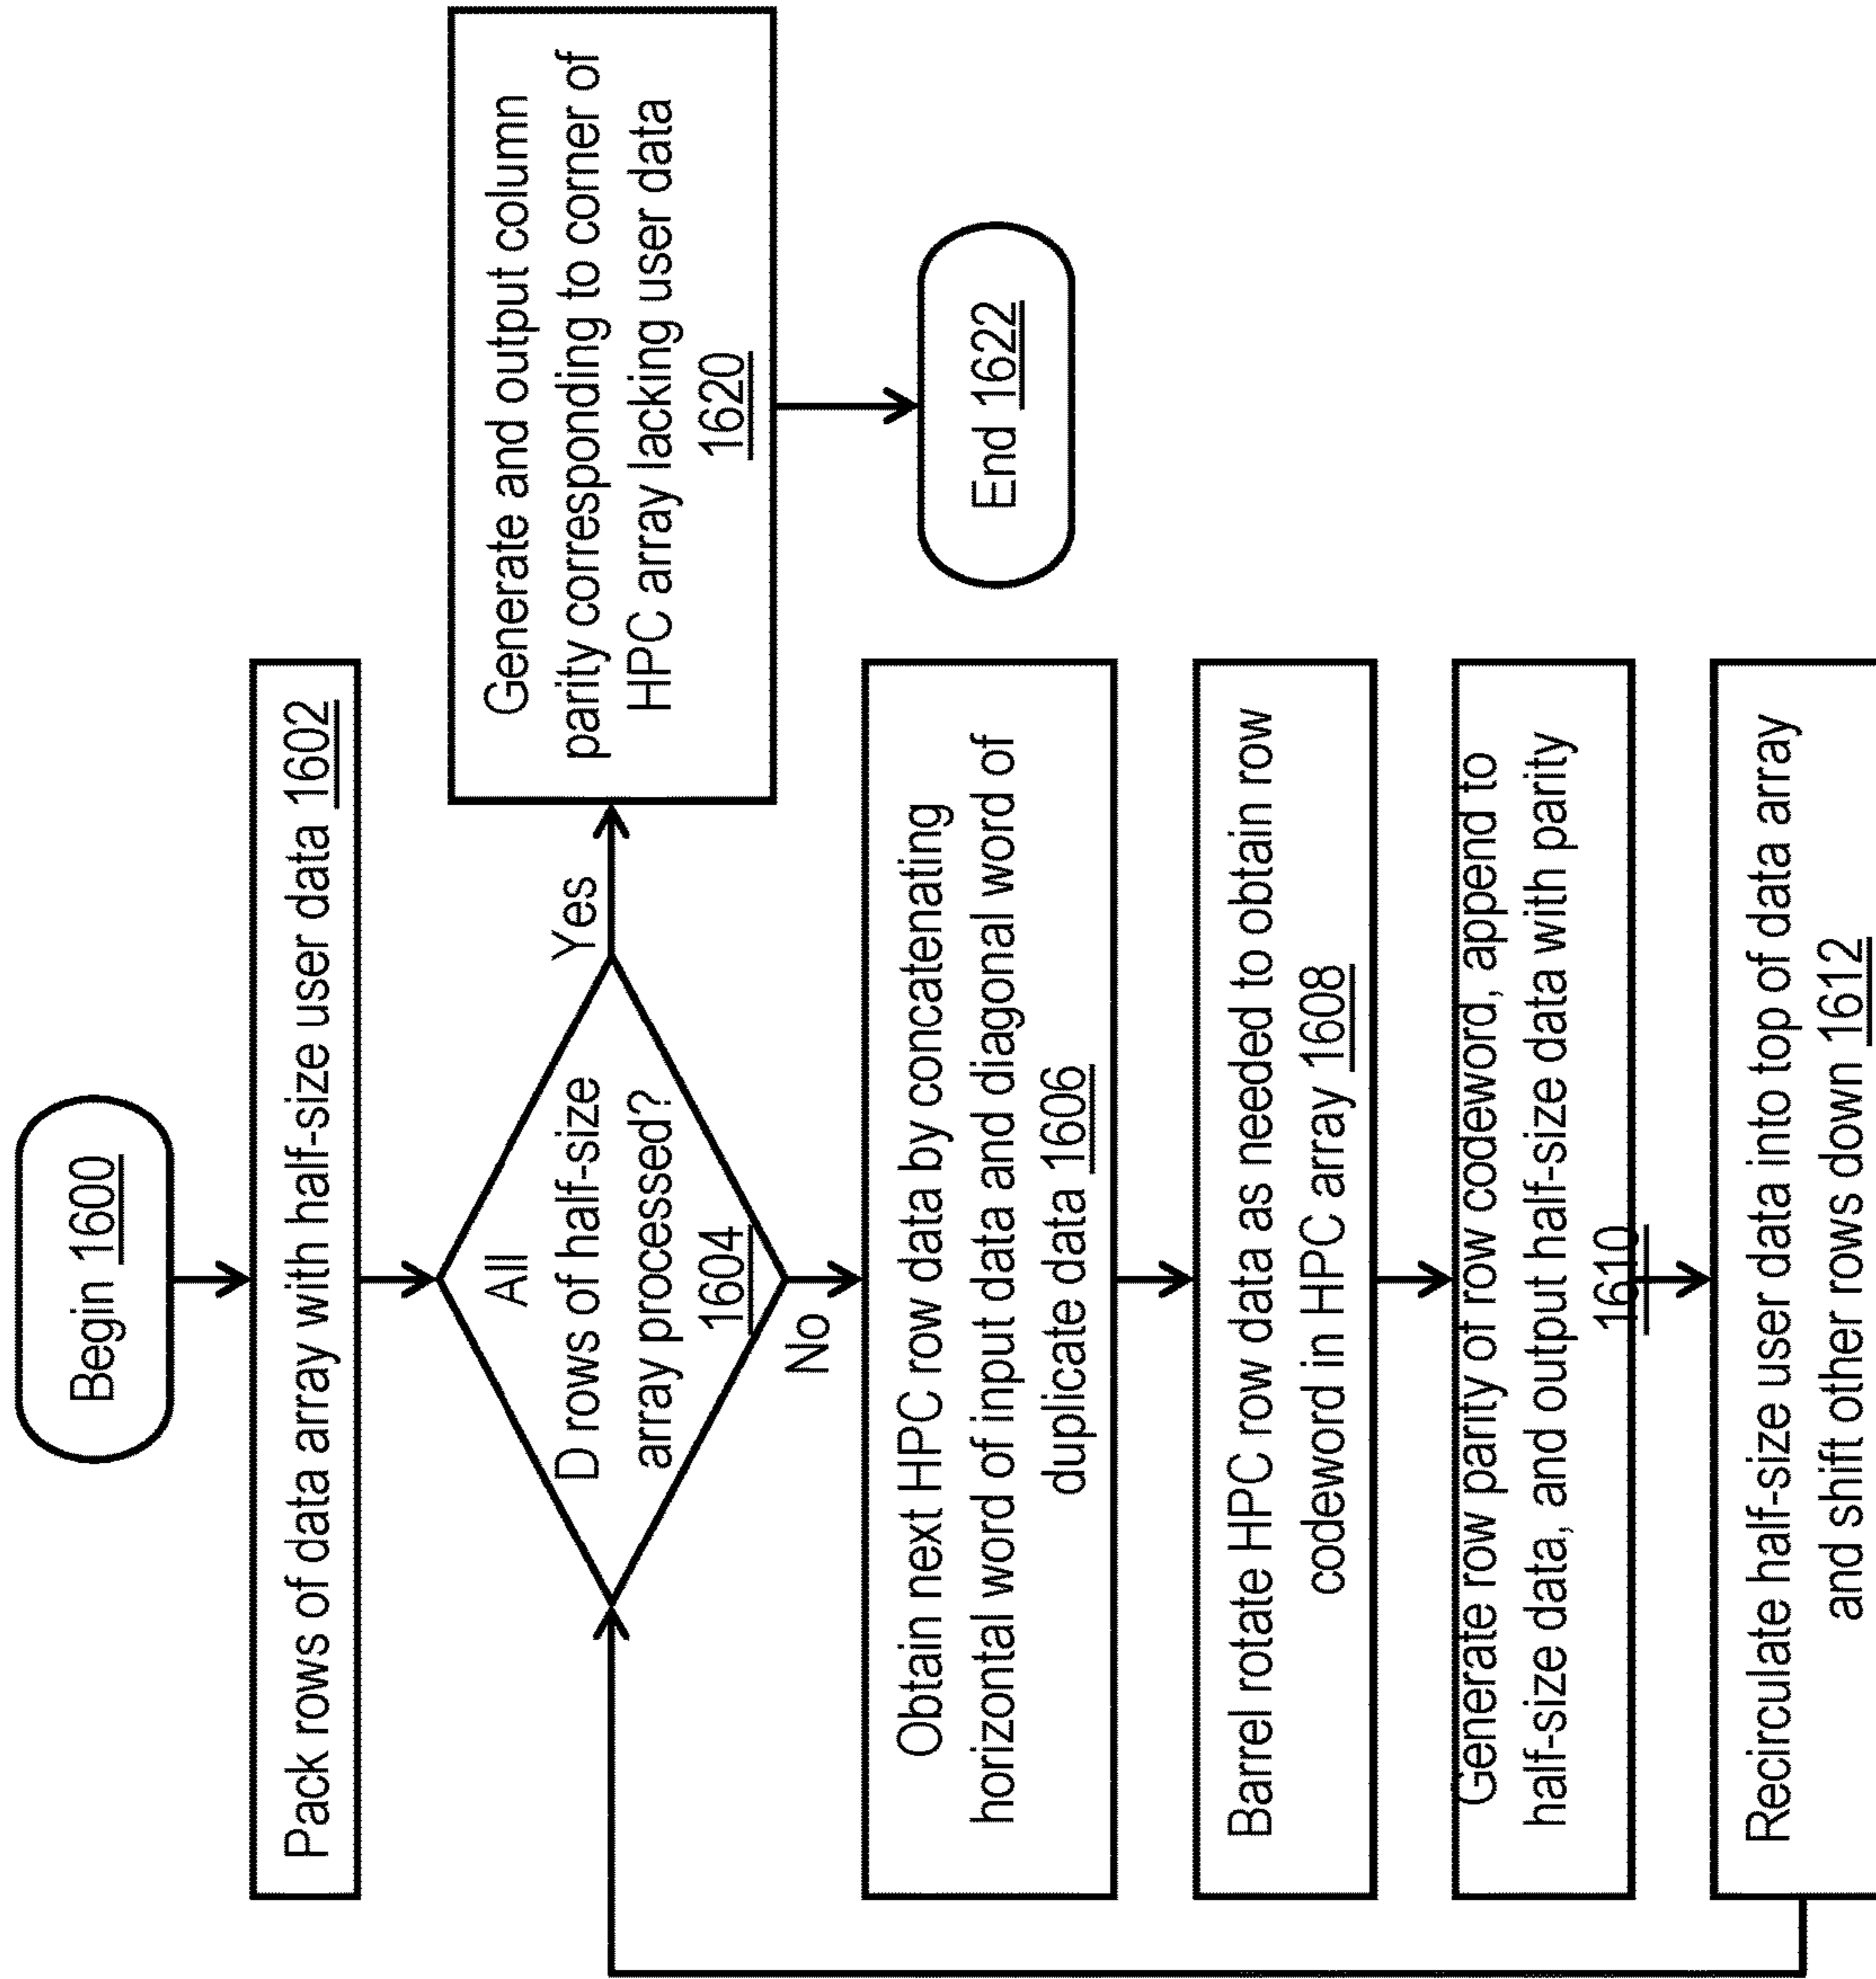 Begin 1600
Pack rows of data array with half-size user data 1602
All
D rows of half-size
array processed?
1604
Yes
No
Generate and output column
parity corresponding to corner of
HPC array lacking user data
1620
End 1622
Obtain next HPC row data by concatenating
horizontal word of input data and diagonal word of
duplicate data 1606
Barrel rotate HPC row data as needed to obtain row
codeword in HPC array 1608
Generate row parity of row codeword, append to
half-size data, and output half-size data with parity
1610
Recirculate half-size user data into top of data array
and shift other rows down 1612